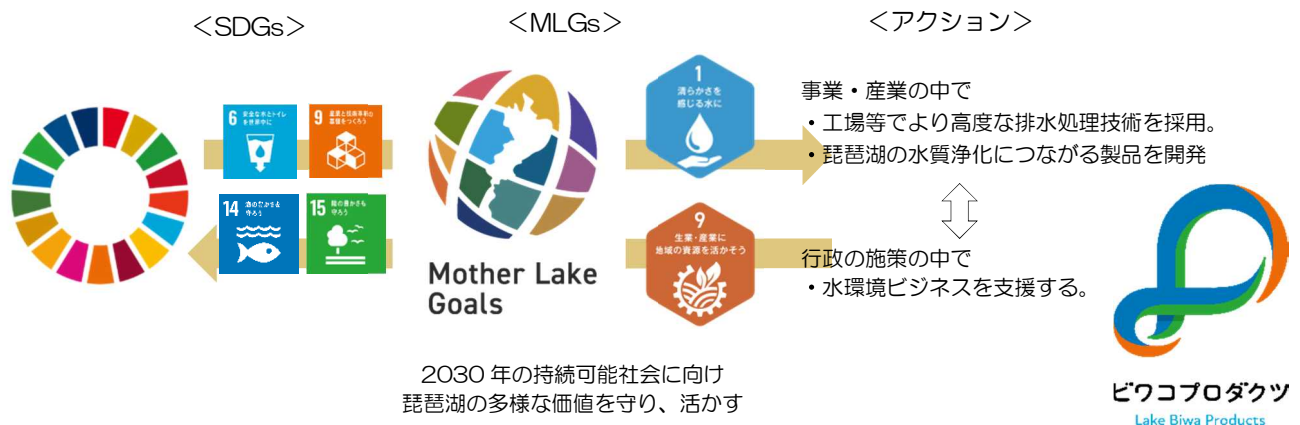 <SDGs>
<MLGs>
<アクション>
6 安全な水とトイレ
を世界中に
9 産業と技術革新の
基盤をつくろう
14 海の豊かさを
守ろう
15 陸の豊かさも
守ろう
Mother Lake
Goals
1
清らかさを
感じる水に
9
生業・産業に
地域の資源を活かそう
事業・産業の中で
・工場等でより高度な排水処理技術を採用。
・琵琶湖の水質浄化につながる製品を開発
行政の施策の中で
・水環境ビジネスを支援する。
2030 年の持続可能社会に向け
琵琶湖の多様な価値を守り、活かす
ビワコプロダクツ
Lake Biwa Products